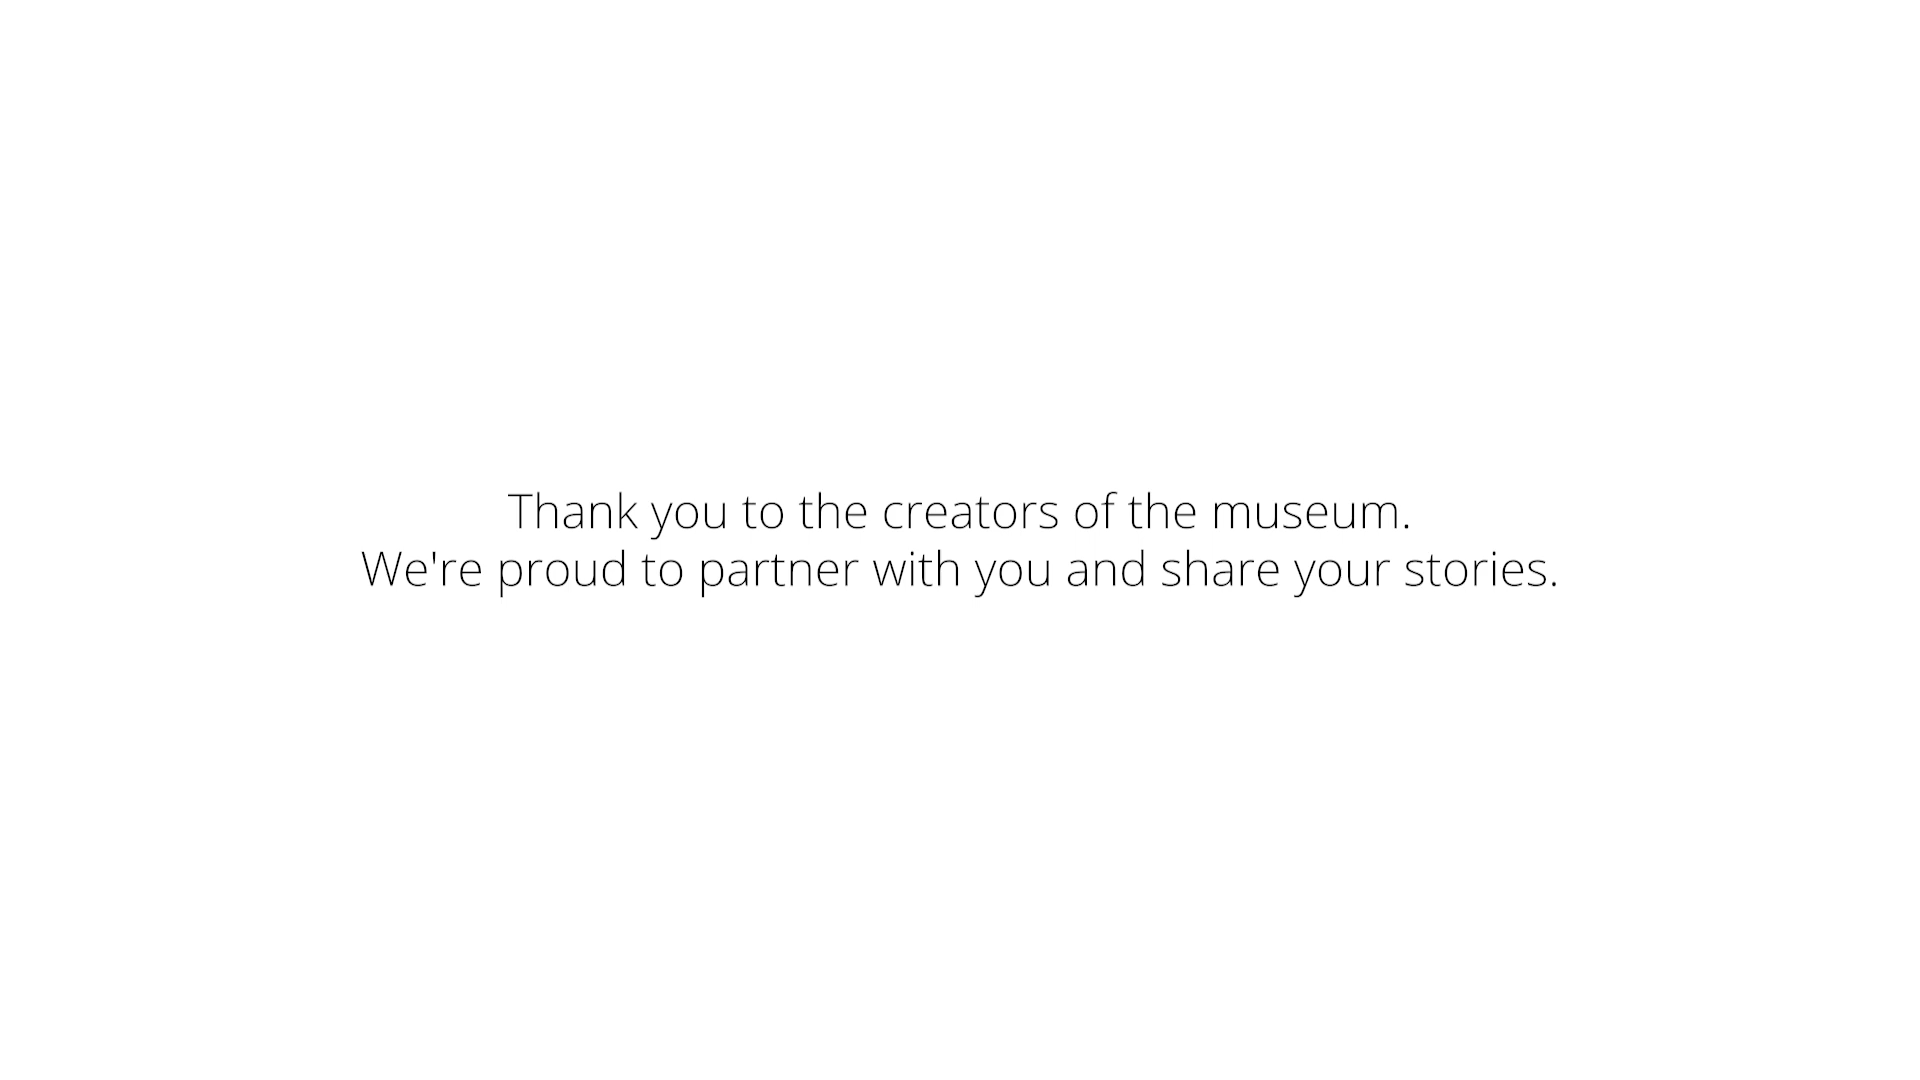 Thank you to the creators of the museum.
We're proud to partner with you and share your stories.